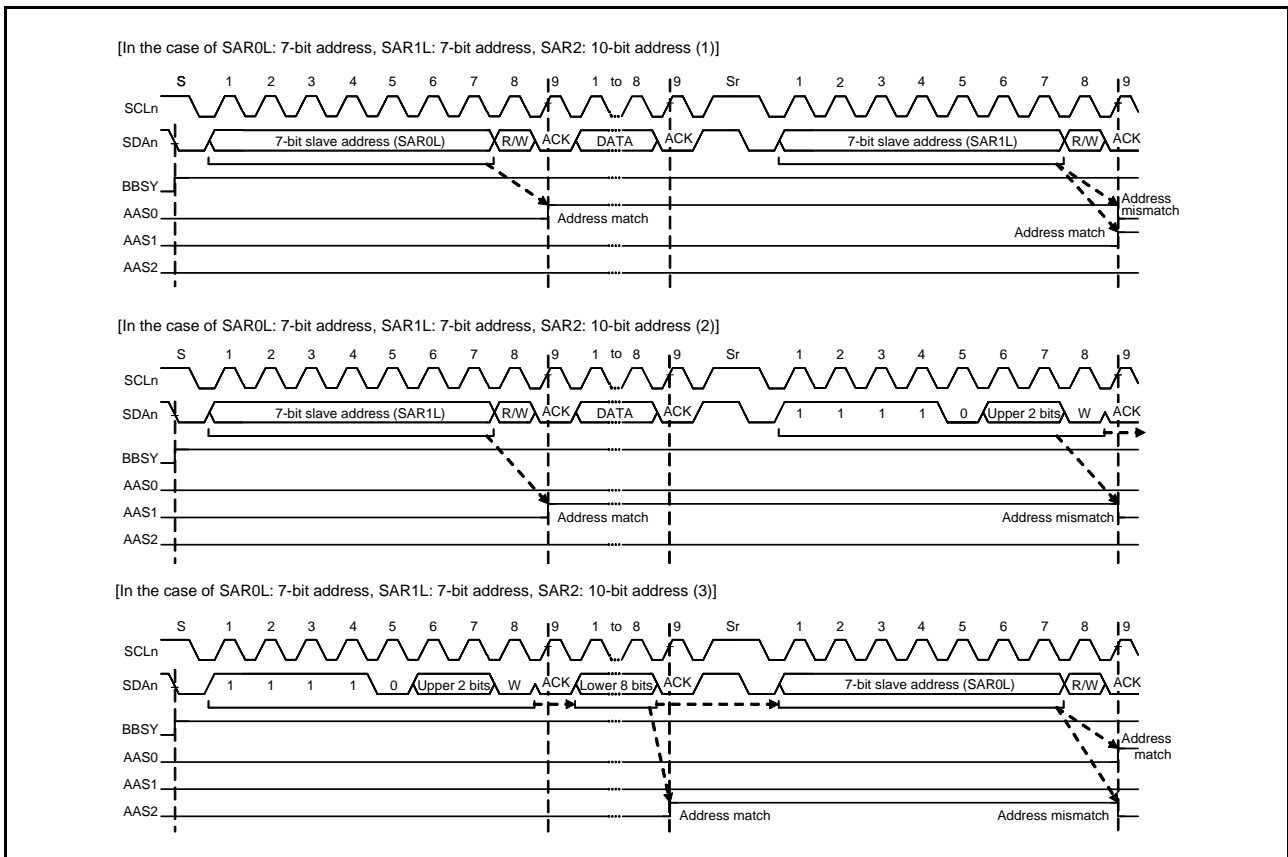 [In the case of SAR0L: 7-bit address, SAR1L: 7-bit address, SAR2: 10-bit address (1)]
S 1 2 3 4 5 6 7 8 9 1 to 8 9 Sr 1 2 3 4 5 6 7 8 9
SCLn
SDAn 7-bit slave address (SAR0L) R/W ACK DATA ACK 7-bit slave address (SAR1L) R/W ACK
BBSY
Address
mismatch
AAS0 Address match
AAS1 Address match
AAS2
[In the case of SAR0L: 7-bit address, SAR1L: 7-bit address, SAR2: 10-bit address (2)]
S 1 2 3 4 5 6 7 8 9 1 to 8 9 Sr 1 2 3 4 5 6 7 8 9
SCLn
SDAn 7-bit slave address (SAR1L) R/W ACK DATA ACK 1 1 1 1 0 Upper 2 bits W ACK
BBSY
AAS0
AAS1 Address match Address mismatch
AAS2
[In the case of SAR0L: 7-bit address, SAR1L: 7-bit address, SAR2: 10-bit address (3)]
S 1 2 3 4 5 6 7 8 9 1 to 8 9 Sr 1 2 3 4 5 6 7 8 9
SCLn
SDAn 1 1 1 1 0 Upper 2 bits W ACK Lower 8 bits ACK 7-bit slave address (SAR0L) R/W ACK
BBSY
Address
match
AAS0
AAS1
AAS2 Address match Address mismatch